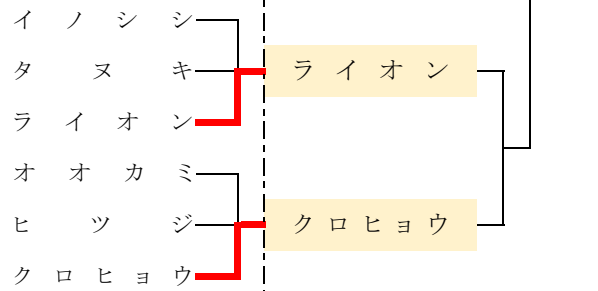 イノシシ
タヌキ
ライオン
ライオン
オオカミ
ヒツジ
クロヒョウ
クロヒョウ